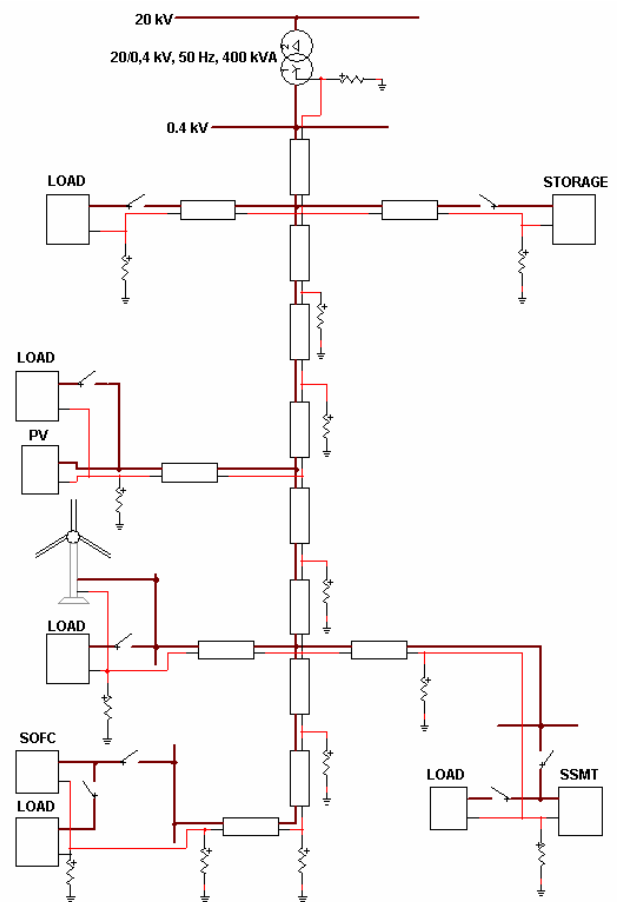 20 kV
20/0,4 kV, 50 Hz, 400 kVA
0.4 kV
LOAD
STORAGE
LOAD
PV
LOAD
SOFC
LOAD
LOAD
SSMT